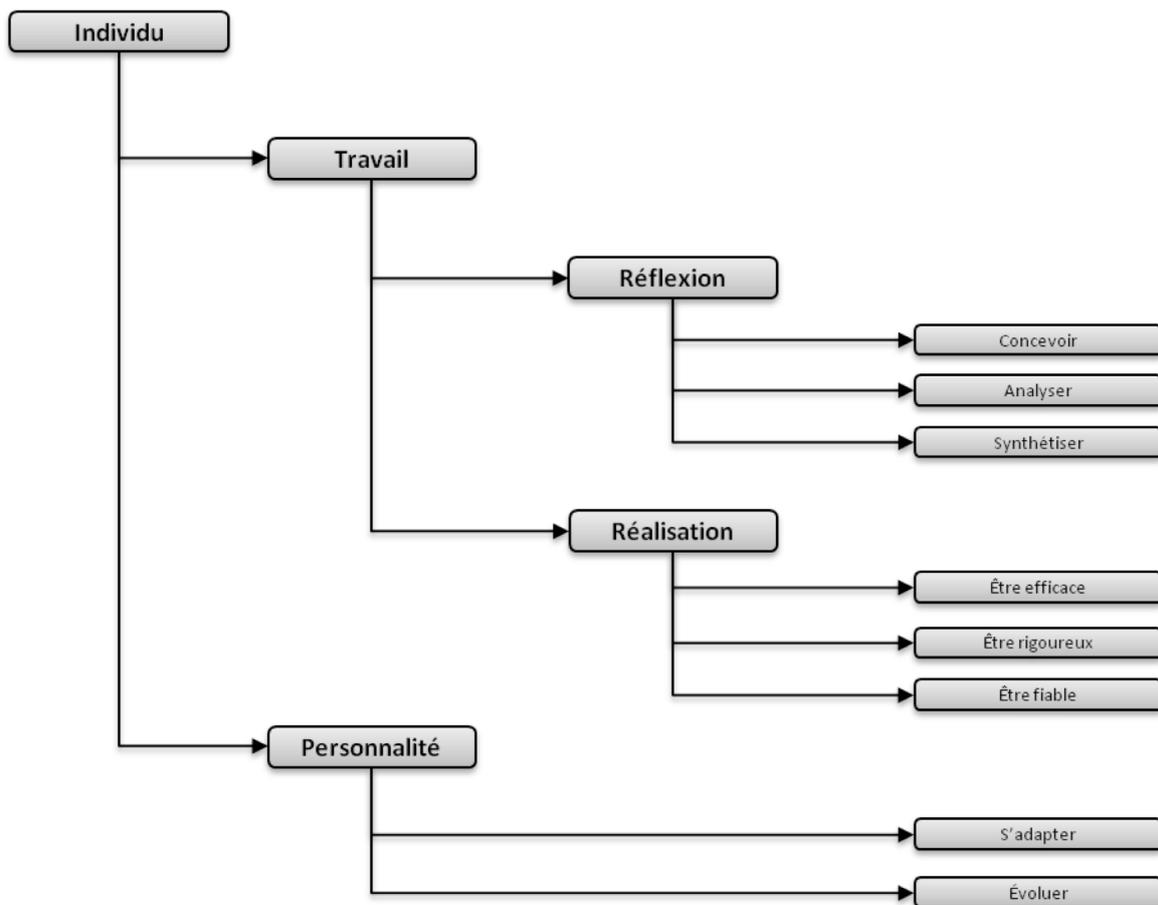 Individu
Travail
Réflexion
Concevoir
Analyser
Synthétiser
Réalisation
Être efficace
Être rigoureux
Être fiable
Personnalité
S'adapter
Évoluer